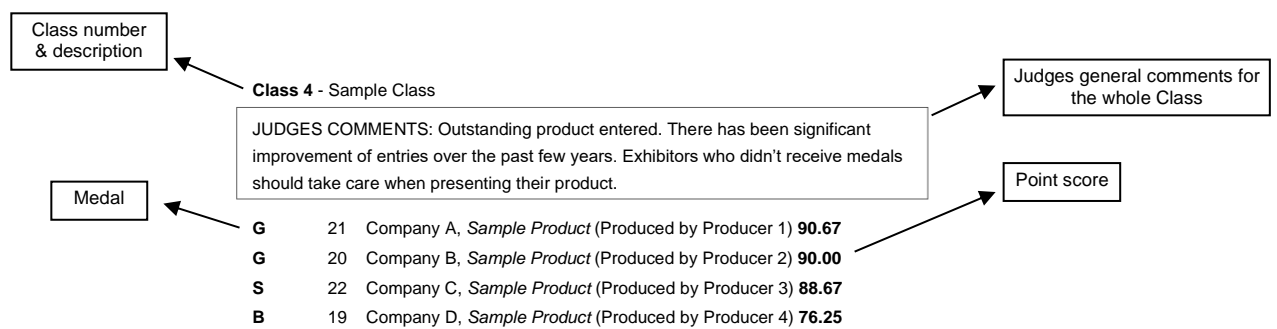 Class number
& description
Class 4 - Sample Class
Judges general comments for
the whole Class
JUDGES COMMENTS: Outstanding product entered. There has been significant
improvement of entries over the past few years. Exhibitors who didn’t receive medals
should take care when presenting their product.
Medal
Point score
G 21 Company A, Sample Product (Produced by Producer 1) 90.67
G 20 Company B, Sample Product (Produced by Producer 2) 90.00
S 22 Company C, Sample Product (Produced by Producer 3) 88.67
B 19 Company D, Sample Product (Produced by Producer 4) 76.25